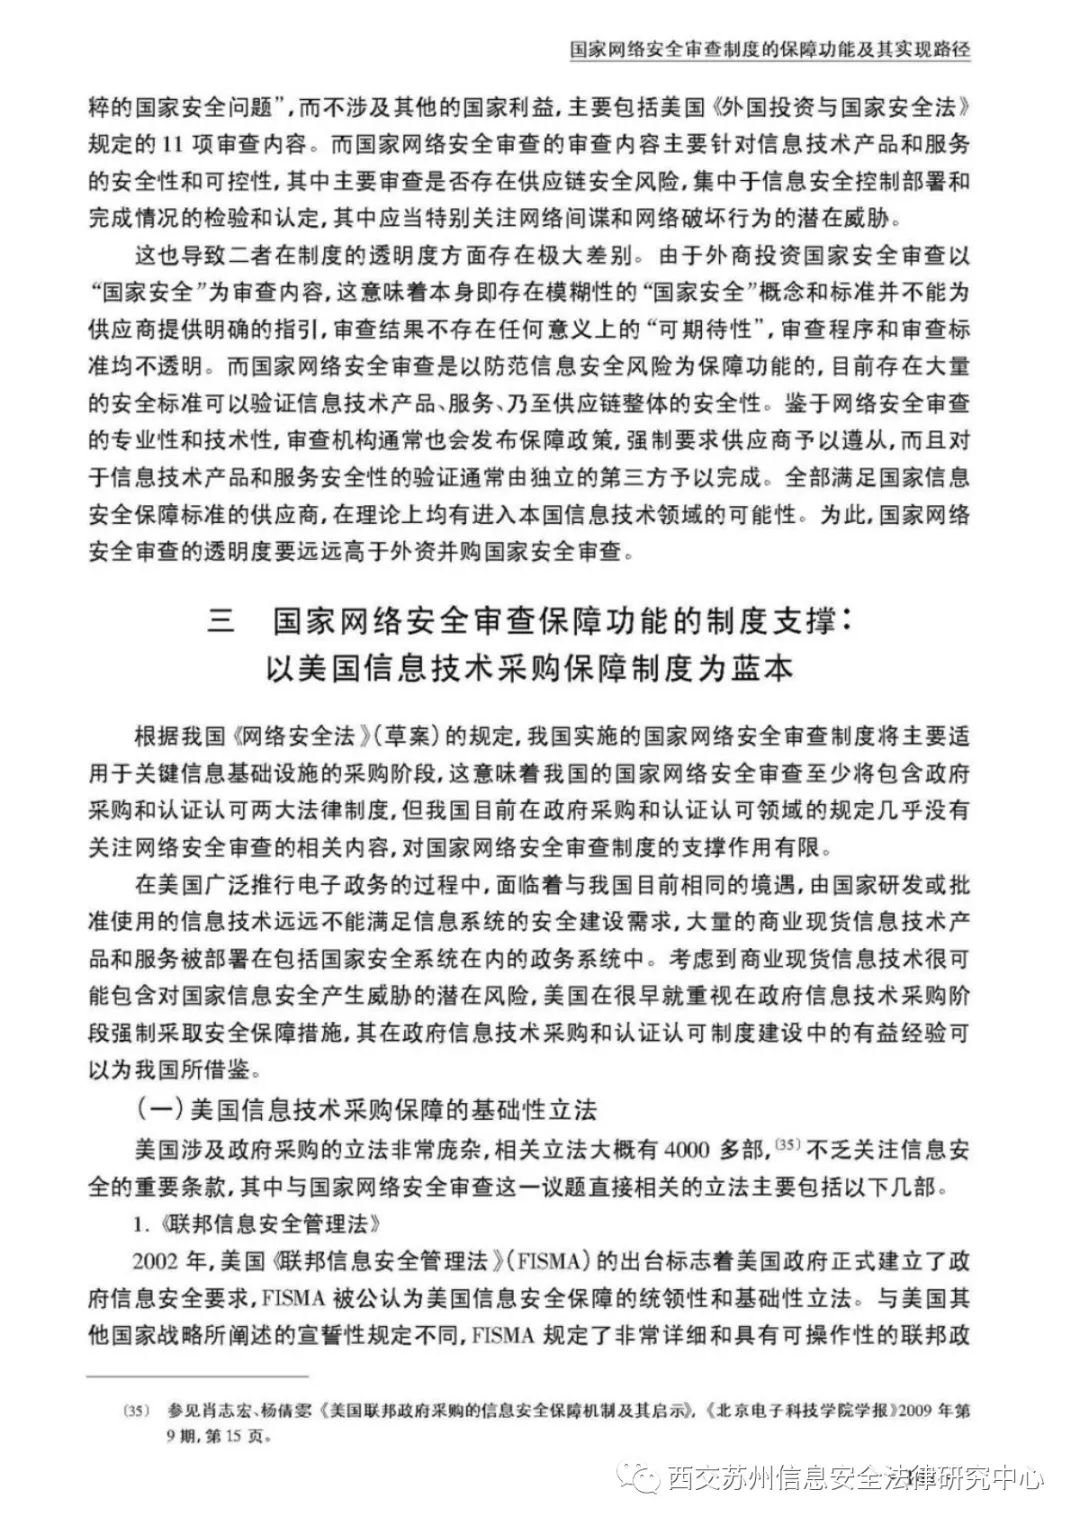 国家网络安全审查制度的保障功能及其实现路径
粹的国家安全问题”,而不涉及其他的国家利益,主要包括美国《外国投资与国家安全法》
规定的 11 项审查内容。而国家网络安全审查的审查内容主要针对信息技术产品和服务
的安全性和可控性,其中主要审查是否存在供应链安全风险,集中于信息安全控制部署和
完成情况的检验和认定,其中应当特别关注网络间谍和网络破坏行为的潜在威胁。
这也导致二者在制度的透明度方面存在极大差别。由于外商投资国家安全审查以
“国家安全”为审查内容,这意味着本身即存在模糊性的“国家安全”概念和标准并不能为
供应商提供明确的指引,审查结果不存在任何意义上的“可期待性”,审查程序和审查标
准均不透明。而国家网络安全审查是以防范信息安全风险为保障功能的,目前存在大量
的安全标准可以验证信息技术产品、服务、乃至供应链整体的安全性。鉴于网络安全审查
的专业性和技术性,审查机构通常也会发布保障政策,强制要求供应商予以遵从,而且对
于信息技术产品和服务安全性的验证通常由独立的第三方予以完成。全部满足国家信息
安全保障标准的供应商,在理论上均有进入本国信息技术领域的可能性。为此,国家网络
安全审查的透明度要远远高于外资并购国家安全审查。
三 国家网络安全审查保障功能的制度支撑:
以美国信息技术采购保障制度为蓝本
根据我国《网络安全法》(草案)的规定,我国实施的国家网络安全审查制度将主要适
用于关键信息基础设施的采购阶段,这意味着我国的国家网络安全审查至少将包含政府
采购和认证认可两大法律制度,但我国目前在政府采购和认证认可领域的规定几乎没有
关注网络安全审查的相关内容,对国家网络安全审查制度的支撑作用有限。
在美国广泛推行电子政务的过程中,面临着与我国目前相同的境遇,由国家研发或批
准使用的信息技术远远不能满足信息系统的安全建设需求,大量的商业现货信息技术产
品和服务被部署在包括国家安全系统在内的政务系统中。考虑到商业现货信息技术很可
能包含对国家信息安全产生威胁的潜在风险,美国在很早就重视在政府信息技术采购阶
段强制采取安全保障措施,其在政府信息技术采购和认证认可制度建设中的有益经验可
以为我国所借鉴。
(一)美国信息技术采购保障的基础性立法
美国涉及政府采购的立法非常庞杂,相关立法大概有 4000 多部,〔35〕不乏关注信息安
全的重要条款,其中与国家网络安全审查这一议题直接相关的立法主要包括以下几部。
1.《联邦信息安全管理法》
2002 年,美国《联邦信息安全管理法》(FISMA)的出台标志着美国政府正式建立了政
府信息安全要求,FISMA 被公认为美国信息安全保障的统领性和基础性立法。与美国其
他国家战略所阐述的宣誓性规定不同,FISMA 规定了非常详细和具有可操作性的联邦政
〔35〕 参见肖志宏、杨倩雯:《美国联邦政府采购的信息安全保障机制及其启示》,《北京电子科技学院学报》2009 年第
9 期,第 15 页。
西交苏州信息安全法律研究中心